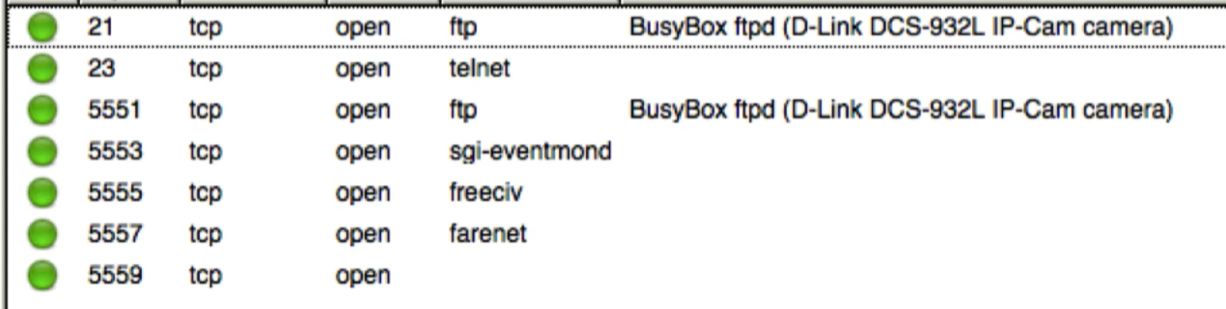 21 tcp open ftp BusyBox ftpd (D-Link DCS-932L IP-Cam camera)
23 tcp open telnet
5551 tcp open ftp BusyBox ftpd (D-Link DCS-932L IP-Cam camera)
5553 tcp open sgi-eventmond
5555 tcp open freeciv
5557 tcp open farenet
5559 tcp open